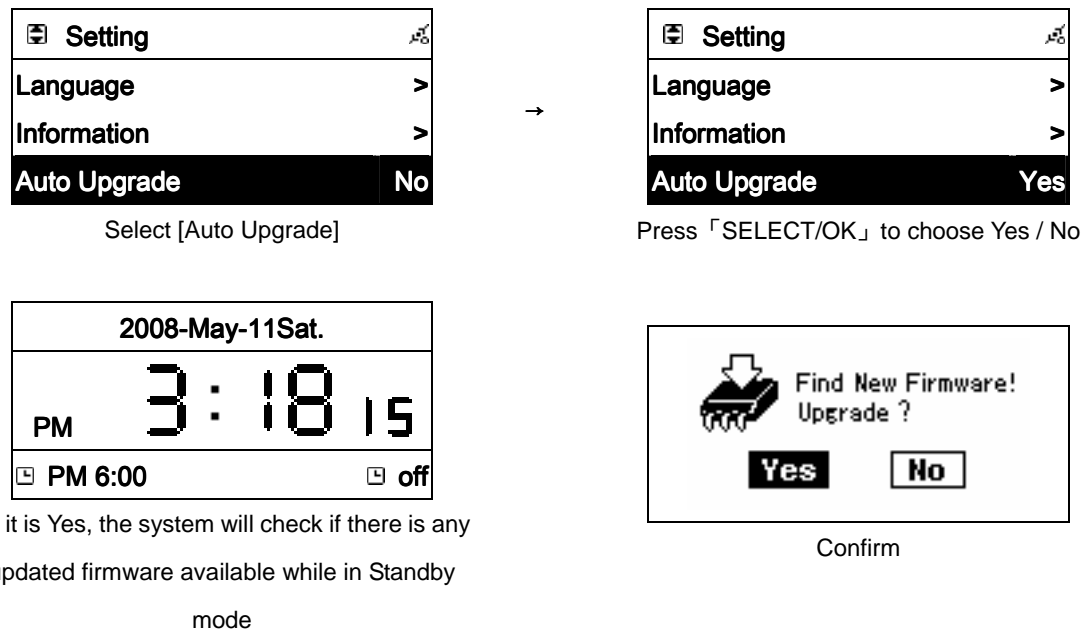 Setting
Language >
Information >
Auto Upgrade No
Select [Auto Upgrade]
→
Setting
Language >
Information >
Auto Upgrade Yes
Press「SELECT/OK」to choose Yes / No
2008-May-11Sat.
PM 3:18 15
PM 6:00 off
it is Yes, the system will check if there is any
pdated firmware available while in Standby
mode
Find New Firmware!
Upgrade ?
Yes No
Confirm